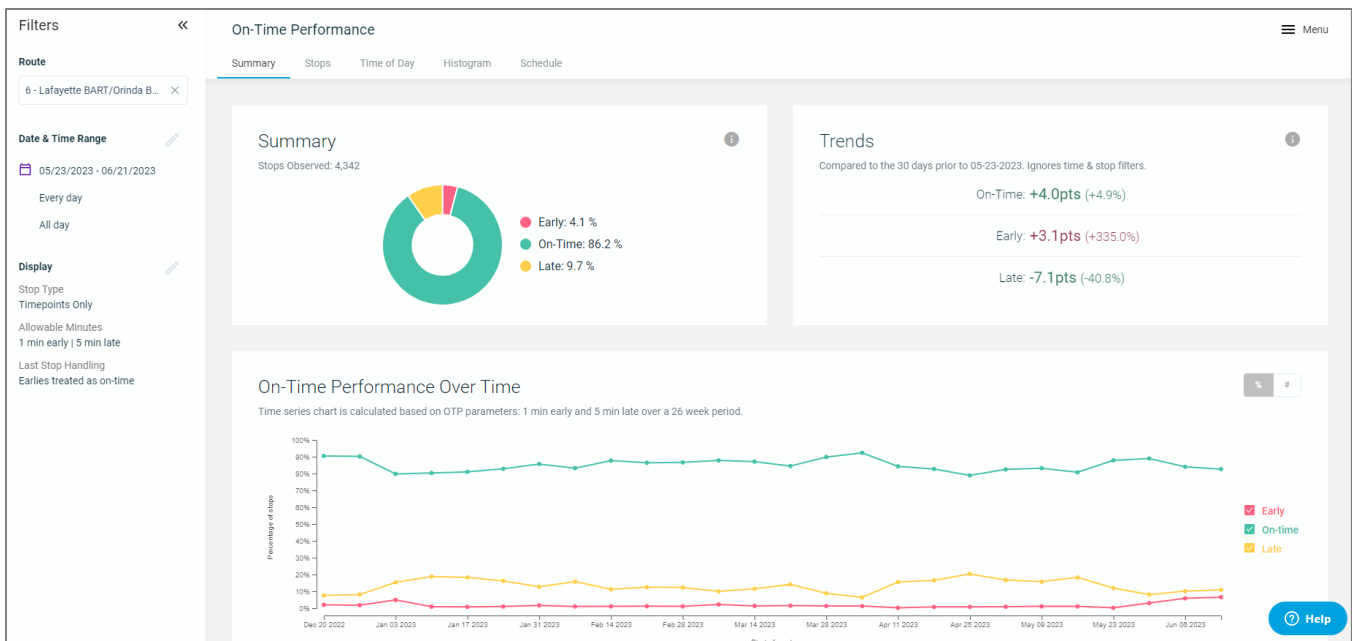 Filters
«
Route
6 - Lafayette BART/Orinda B...
Date & Time Range
05/23/2023 - 06/21/2023
Every day
All day
Display
Stop Type
Timepoints Only
Allowable Minutes
1 min early | 5 min late
Last Stop Handling
Earlies treated as on-time
On-Time Performance
Menu
Summary Stops Time of Day Histogram Schedule
Summary
Stops Observed: 4,342
Early: 4.1 %
On-Time: 86.2 %
Late: 9.7 %
Trends
Compared to the 30 days prior to 05-23-2023. Ignores time & stop filters.
On-Time: +4.0pts (+4.9%)
Early: +3.1pts (+335.0%)
Late: -7.1pts (-40.8%)
On-Time Performance Over Time
% #
Time series chart is calculated based on OTP parameters: 1 min early and 5 min late over a 26 week period.
Percentage of stops
100%
90%
80%
70%
60%
50%
40%
30%
20%
10%
0%
Dec 20 2022 Jan 03 2023 Jan 17 2023 Jan 31 2023 Feb 14 2023 Feb 28 2023 Mar 14 2023 Mar 28 2023 Apr 11 2023 Apr 25 2023 May 09 2023 May 23 2023 Jun 06 2023
Early
On-time
Late
Help